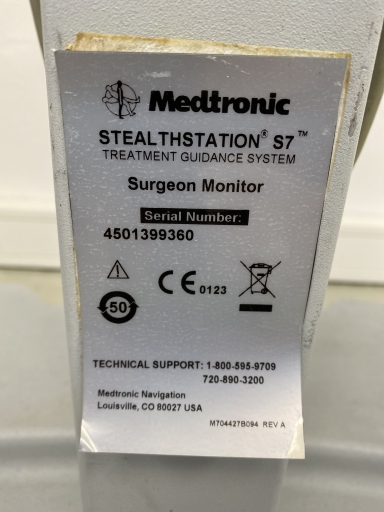 Medtronic
STEALTHSTATION® S7™
TREATMENT GUIDANCE SYSTEM
Surgeon Monitor
Serial Number:
4501399360
CE 0123
50
TECHNICAL SUPPORT: 1-800-595-9709
720-890-3200
Medtronic Navigation
Louisville, CO 80027 USA
M704427B094 REV A